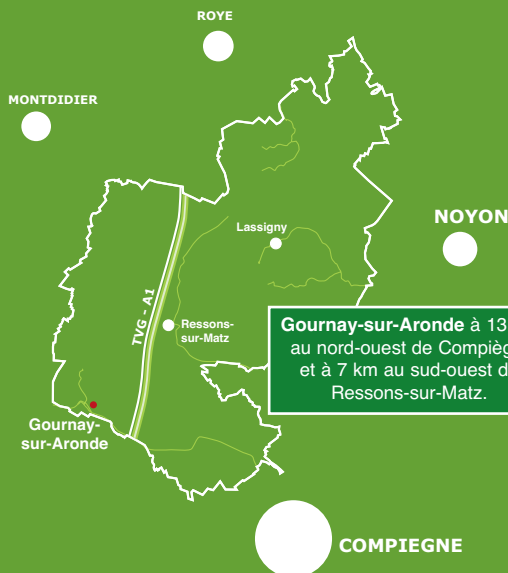 ROYE
MONTDIDIER
NOYON
Lassigny
TVG - A1
Ressons-
sur-Matz
Gournay-sur-Aronde à 13
au nord-ouest de
et à 7 km au sud-ouest
Ressons-sur-Matz.
Gournay-
sur-Aronde
COMPIEGNE